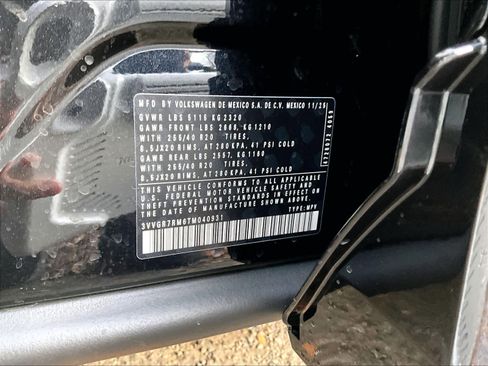 MFD. BY VOLKSWAGEN DE MEXICO S.A. DE C.V. MEXICO 11/25
GVWR LBS 5115 KG 2320
GAWR FRONT LBS 2668, KG 1210
WITH 255/40 R20 TIRES,
8,5JX20 RIMS, AT 280 KPA, 41 PSI COLD
GAWR REAR LBS 2557, KG 1160
WITH 255/40 R20 TIRES,
8,5JX20 RIMS, AT 280 KPA, 41 PSI COLD
THIS VEHICLE CONFORMS TO ALL APPLICABLE
FEDERAL MOTOR VEHICLE SAFETY AND
THEFT PREVENTION STANDARDS IN EFFECT ON
THE DATE OF MANUFACTURE SHOWN ABOVE.
3VVGR7RM6TM040931 TYPE: MPV